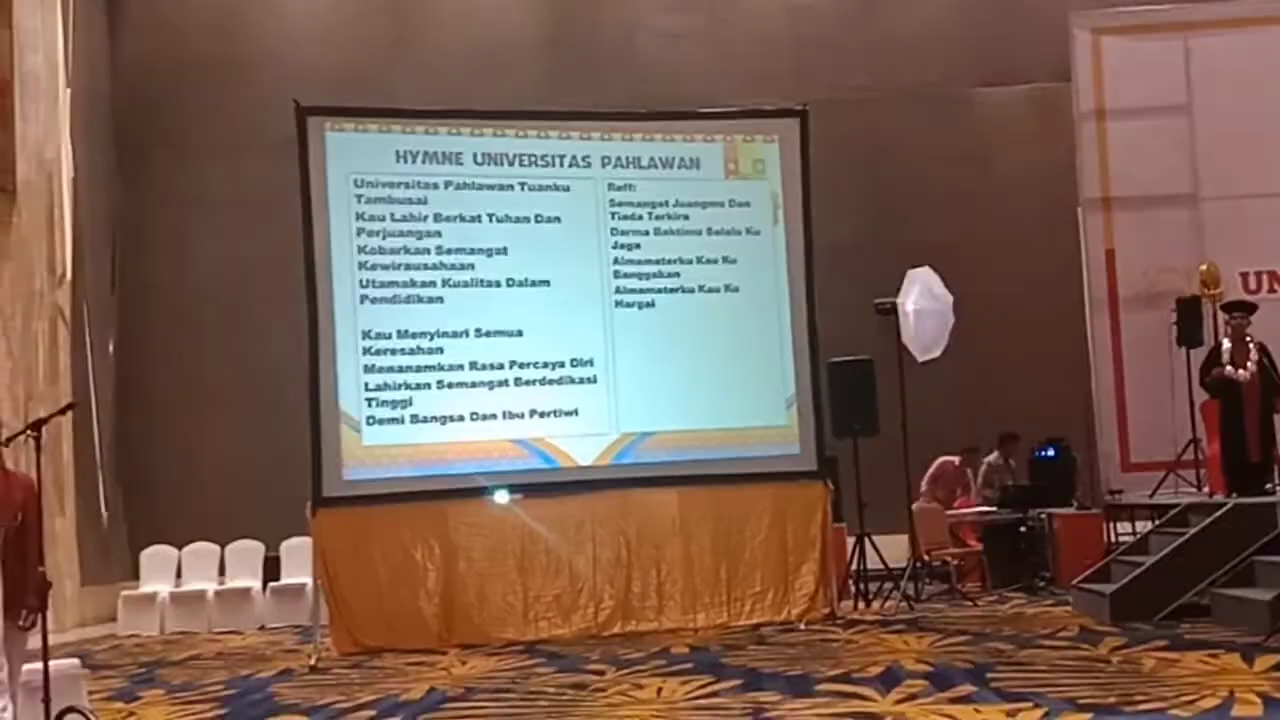 HYMNE UNIVERSITAS PAHLAWAN
Universitas Pahlawan Tuanku
Tambusai
Kau Lahir Berkat Tuhan Dan
Perjuangan
Kobarkan Semangat
Kewirausahaan
Utamakan Kualitas Dalam
Pendidikan
Kau Menyinari Semua
Keresahan
Menanamkan Rasa Percaya Diri
Lahirkan Semangat Berdedikasi
Tinggi
Demi Bangsa Dan Ibu Pertiwi
Reff:
Semangat Juangmu Dan
Tiada Terkira
Darma Baktimu Selalu Ku
Jaga
Almamaterku Kau Ku
Banggakan
Almamaterku Kau Ku
Hargai
UN